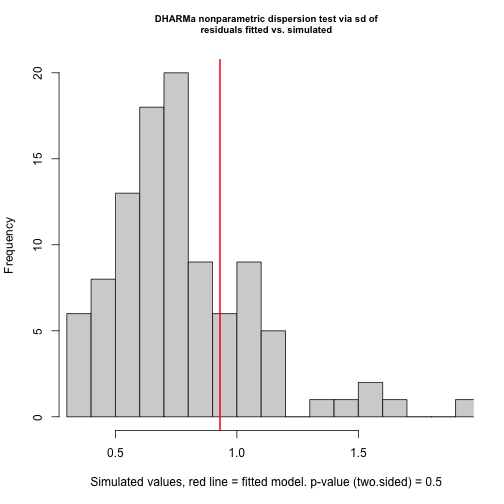 DHARMa nonparametric dispersion test via sd of
residuals fitted vs. simulated
Frequency
20
15
10
5
0
0.5 1.0 1.5
Simulated values, red line = fitted model. p-value (two.sided) = 0.5